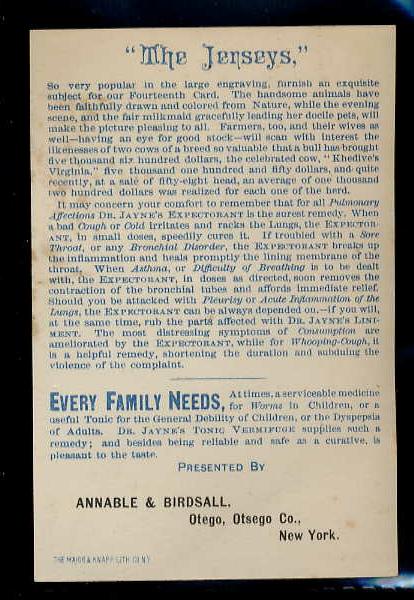 "The Jerseys,"
So very popular in the large engraving, furnish an exquisite
subject for our Fourteenth Card. The handsome animals have
been faithfully drawn and colored from Nature, while the evening
scene, and the fair milkmaid gracefully leading her docile pets, will
make the picture pleasing to all. Farmers, too, and their wives as
well—having an eye for good stock—will scan with interest the
likenesses of two cows of a breed so valuable that a bull has brought
five thousand six hundred dollars, the celebrated cow, "Khedive's
Virginia," five thousand one hundred and fifty dollars, and quite
recently, at a sale of fifty-eight head, an average of one thousand
two hundred dollars was realized for each one of the herd.
It may concern your comfort to remember that for all Pulmonary
Affections DR. JAYNE'S EXPECTORANT is the surest remedy. When
a bad Cough or Cold irritates and racks the Lungs, the EXPECTOR-
ANT, in small doses, speedily cures it. If troubled with a Sore
Throat, or any Bronchial Disorder, the EXPECTORANT breaks up
the inflammation and heals promptly the lining membrane of the
throat. When Asthma, or Difficulty of Breathing is to be dealt
with, the EXPECTORANT, in doses as directed, soon removes the
contraction of the bronchial tubes and affords immediate relief.
Should you be attacked with Pleurisy or Acute Inflammation of the
Lungs, the EXPECTORANT can be always depended on,—if you will,
at the same time, rub the parts affected with DR. JAYNE'S LINI-
MENT. The most distressing symptoms of Consumption are
ameliorated by the EXPECTORANT, while for Whooping-Cough, it
is a helpful remedy, shortening the duration and subduing the
violence of the complaint.
EVERY FAMILY NEEDS, At times, a serviceable medicine
for Worms in Children, or a
useful Tonic for the General Debility of Children, or the Dyspepsia
of Adults. DR. JAYNE'S TONIC VERMIFUGE supplies such a
remedy; and besides being reliable and safe as a curative, is
pleasant to the taste.
PRESENTED BY
ANNABLE & BIRDSALL,
Otego, Otsego Co.,
New York.
THE MAJOR & KNAPP LITH. CO. N.Y.